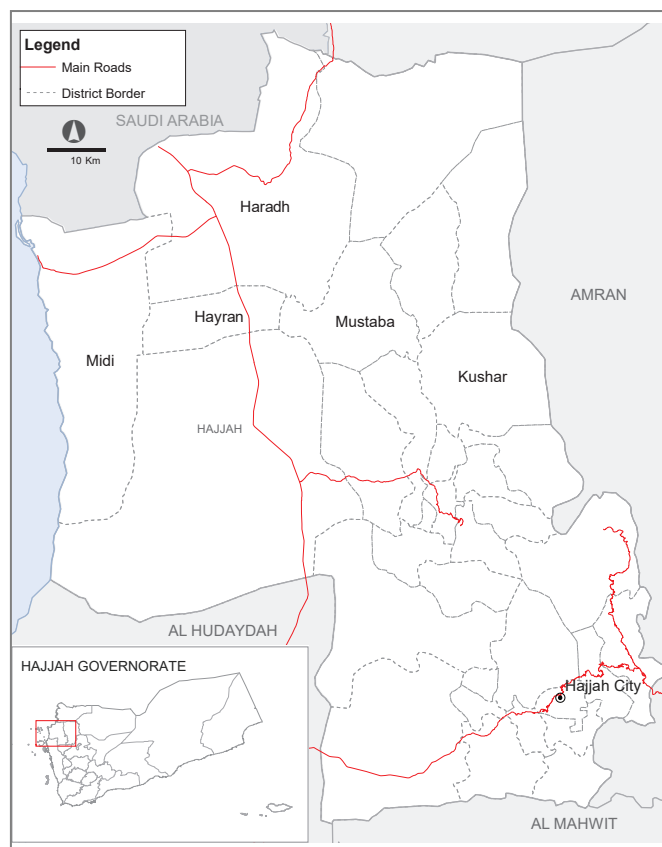 Legend
Main Roads
District Border
SAUDI ARABIA
10 Km
Haradh
AMRAN
Hayran
Mustaba
Midi
Kushar
HAJJAH
AL HUDAYDAH
HAJJAH GOVERNORATE
Hajjah City
AL MAHWIT